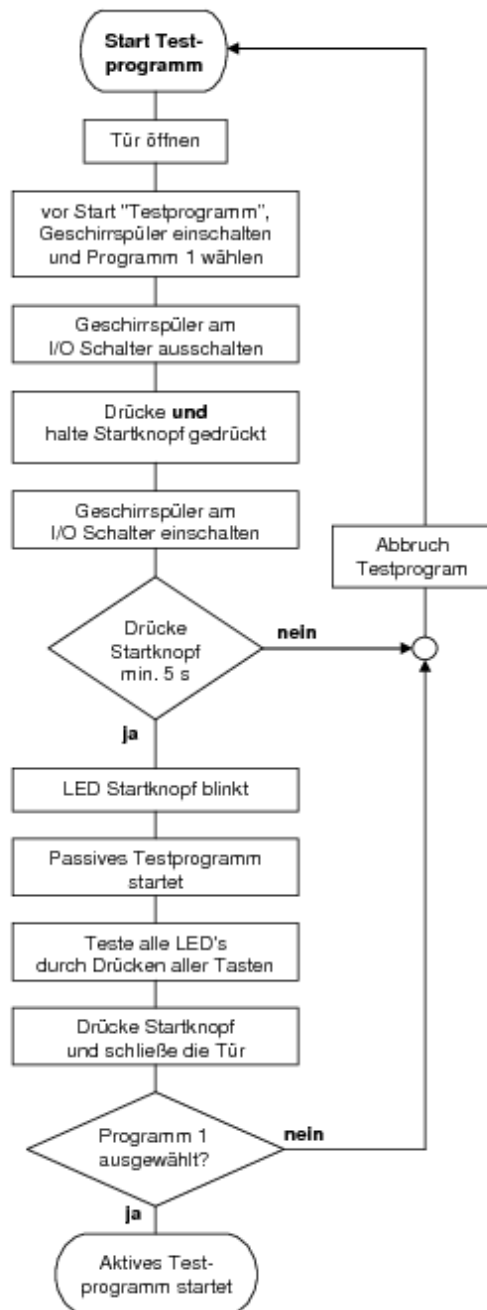 Start Test-
programm
Tür öffnen
vor Start "Testprogramm",
Geschirrspüler einschalten
und Programm 1 wählen
Geschirrspüler am
I/O Schalter ausschalten
Drücke und
halte Startknopf gedrückt
Geschirrspüler am
I/O Schalter einschalten
Abbruch
Testprogram
Drücke
Startknopf
min. 5 s
nein
ja
LED Startknopf blinkt
Passives Testprogramm
startet
Teste alle LED's
durch Drücken aller Tasten
Drücke Startknopf
und schließe die Tür
Programm 1
ausgewählt?
nein
ja
Aktives Test-
programm startet